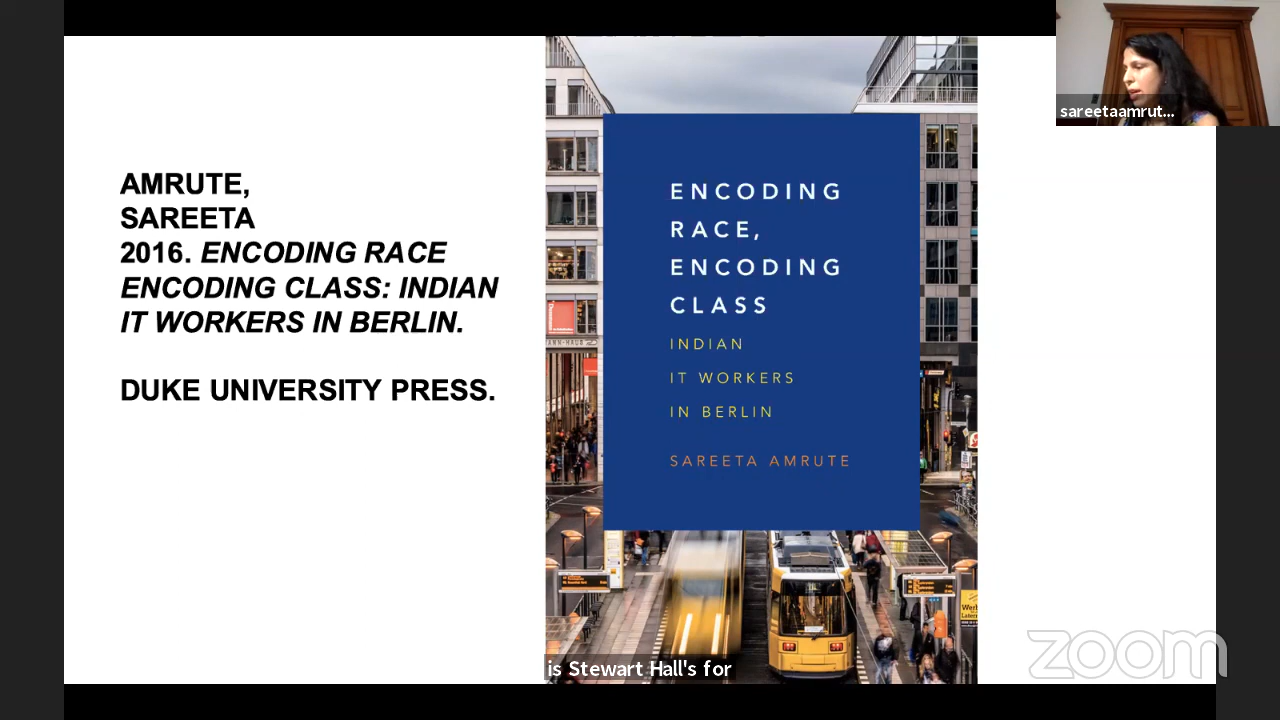 sareetaamrut...
AMRUTE,
SAREETA
2016. ENCODING RACE
ENCODING CLASS: INDIAN
IT WORKERS IN BERLIN.
DUKE UNIVERSITY PRESS.
ENCODING
RACE,
ENCODING
CLASS
INDIAN
IT WORKERS
IN BERLIN
SAREETA AMRUTE
is Stewart Hall's for
zoom